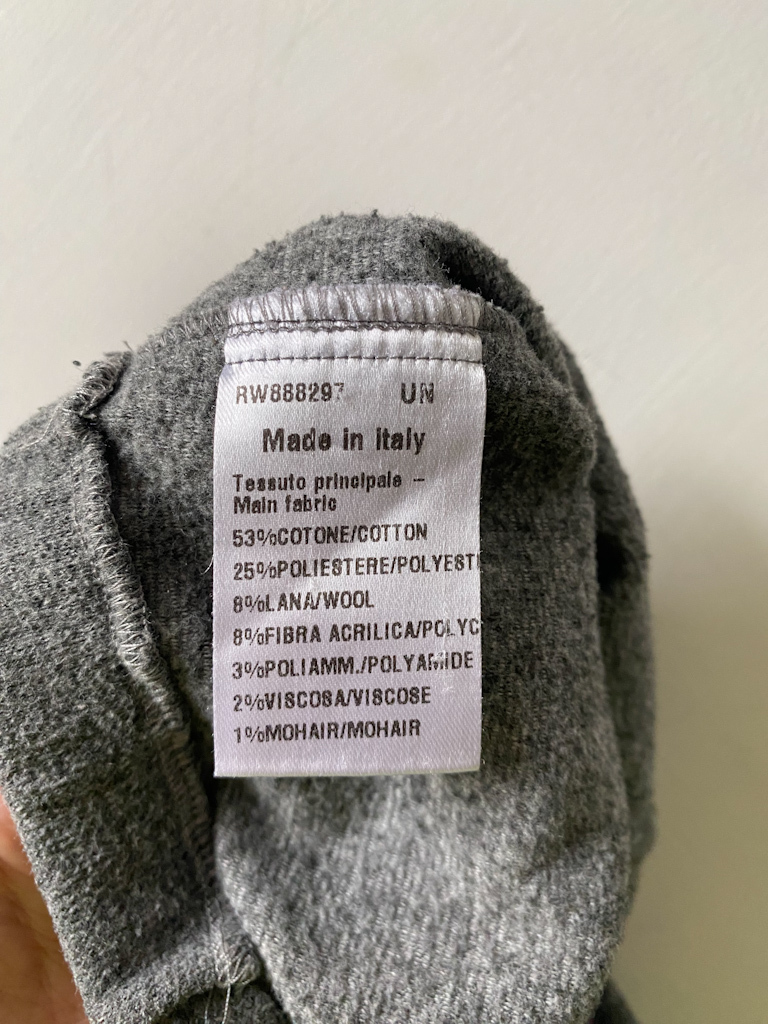 RW888297 UN
Made in Italy
Tessuto principale –
Main fabric
53%COTONE/COTTON
25%POLIESTERE/POLYEST
8%LANA/WOOL
8%FIBRA ACRILICA/POLYC
3%POLIAMM./POLYAMIDE
2%VISCOSA/VISCOSE
1%MOHAIR/MOHAIR